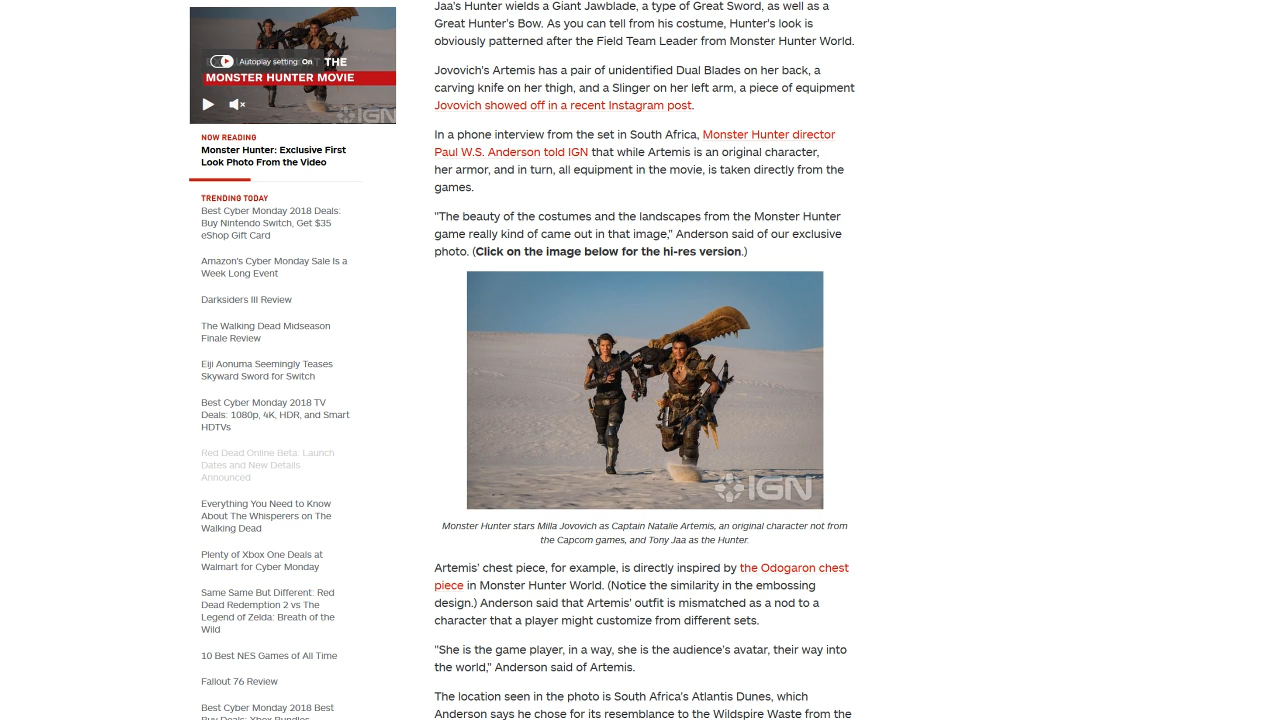 Autoplay setting: On
THE
MONSTER HUNTER MOVIE
IGN
NOW READING
Monster Hunter: Exclusive First
Look Photo From the Video
TRENDING TODAY
Best Cyber Monday 2018 Deals:
Buy Nintendo Switch, Get $35
eShop Gift Card
Amazon's Cyber Monday Sale Is a
Week Long Event
Darksiders III Review
The Walking Dead Midseason
Finale Review
Eiji Aonuma Seemingly Teases
Skyward Sword for Switch
Best Cyber Monday 2018 TV
Deals: 1080p, 4K, HDR, and Smart
HDTVs
Red Dead Online Beta: Launch
Dates and New Details
Announced
Everything You Need to Know
About The Whisperers on The
Walking Dead
Plenty of Xbox One Deals at
Walmart for Cyber Monday
Same Same But Different: Red
Dead Redemption 2 vs The
Legend of Zelda: Breath of the
Wild
10 Best NES Games of All Time
Fallout 76 Review
Best Cyber Monday 2018 Best
Buy Deals: Xbox Bundles
Jaa's Hunter wields a Giant Jawblade, a type of Great Sword, as well as a
Great Hunter's Bow. As you can tell from his costume, Hunter's look is
obviously patterned after the Field Team Leader from Monster Hunter World.
Jovovich's Artemis has a pair of unidentified Dual Blades on her back, a
carving knife on her thigh, and a Slinger on her left arm, a piece of equipment
Jovovich showed off in a recent Instagram post.
In a phone interview from the set in South Africa, Monster Hunter director
Paul W.S. Anderson told IGN that while Artemis is an original character,
her armor, and in turn, all equipment in the movie, is taken directly from the
games.
"The beauty of the costumes and the landscapes from the Monster Hunter
game really kind of came out in that image," Anderson said of our exclusive
photo. (Click on the image below for the hi-res version.)
IGN
Monster Hunter stars Milla Jovovich as Captain Natalie Artemis, an original character not from
the Capcom games, and Tony Jaa as the Hunter.
Artemis' chest piece, for example, is directly inspired by the Odogaron chest
piece in Monster Hunter World. (Notice the similarity in the embossing
design.) Anderson said that Artemis' outfit is mismatched as a nod to a
character that a player might customize from different sets.
"She is the game player, in a way, she is the audience's avatar, their way into
the world," Anderson said of Artemis.
The location seen in the photo is South Africa's Atlantis Dunes, which
Anderson says he chose for its resemblance to the Wildspire Waste from the